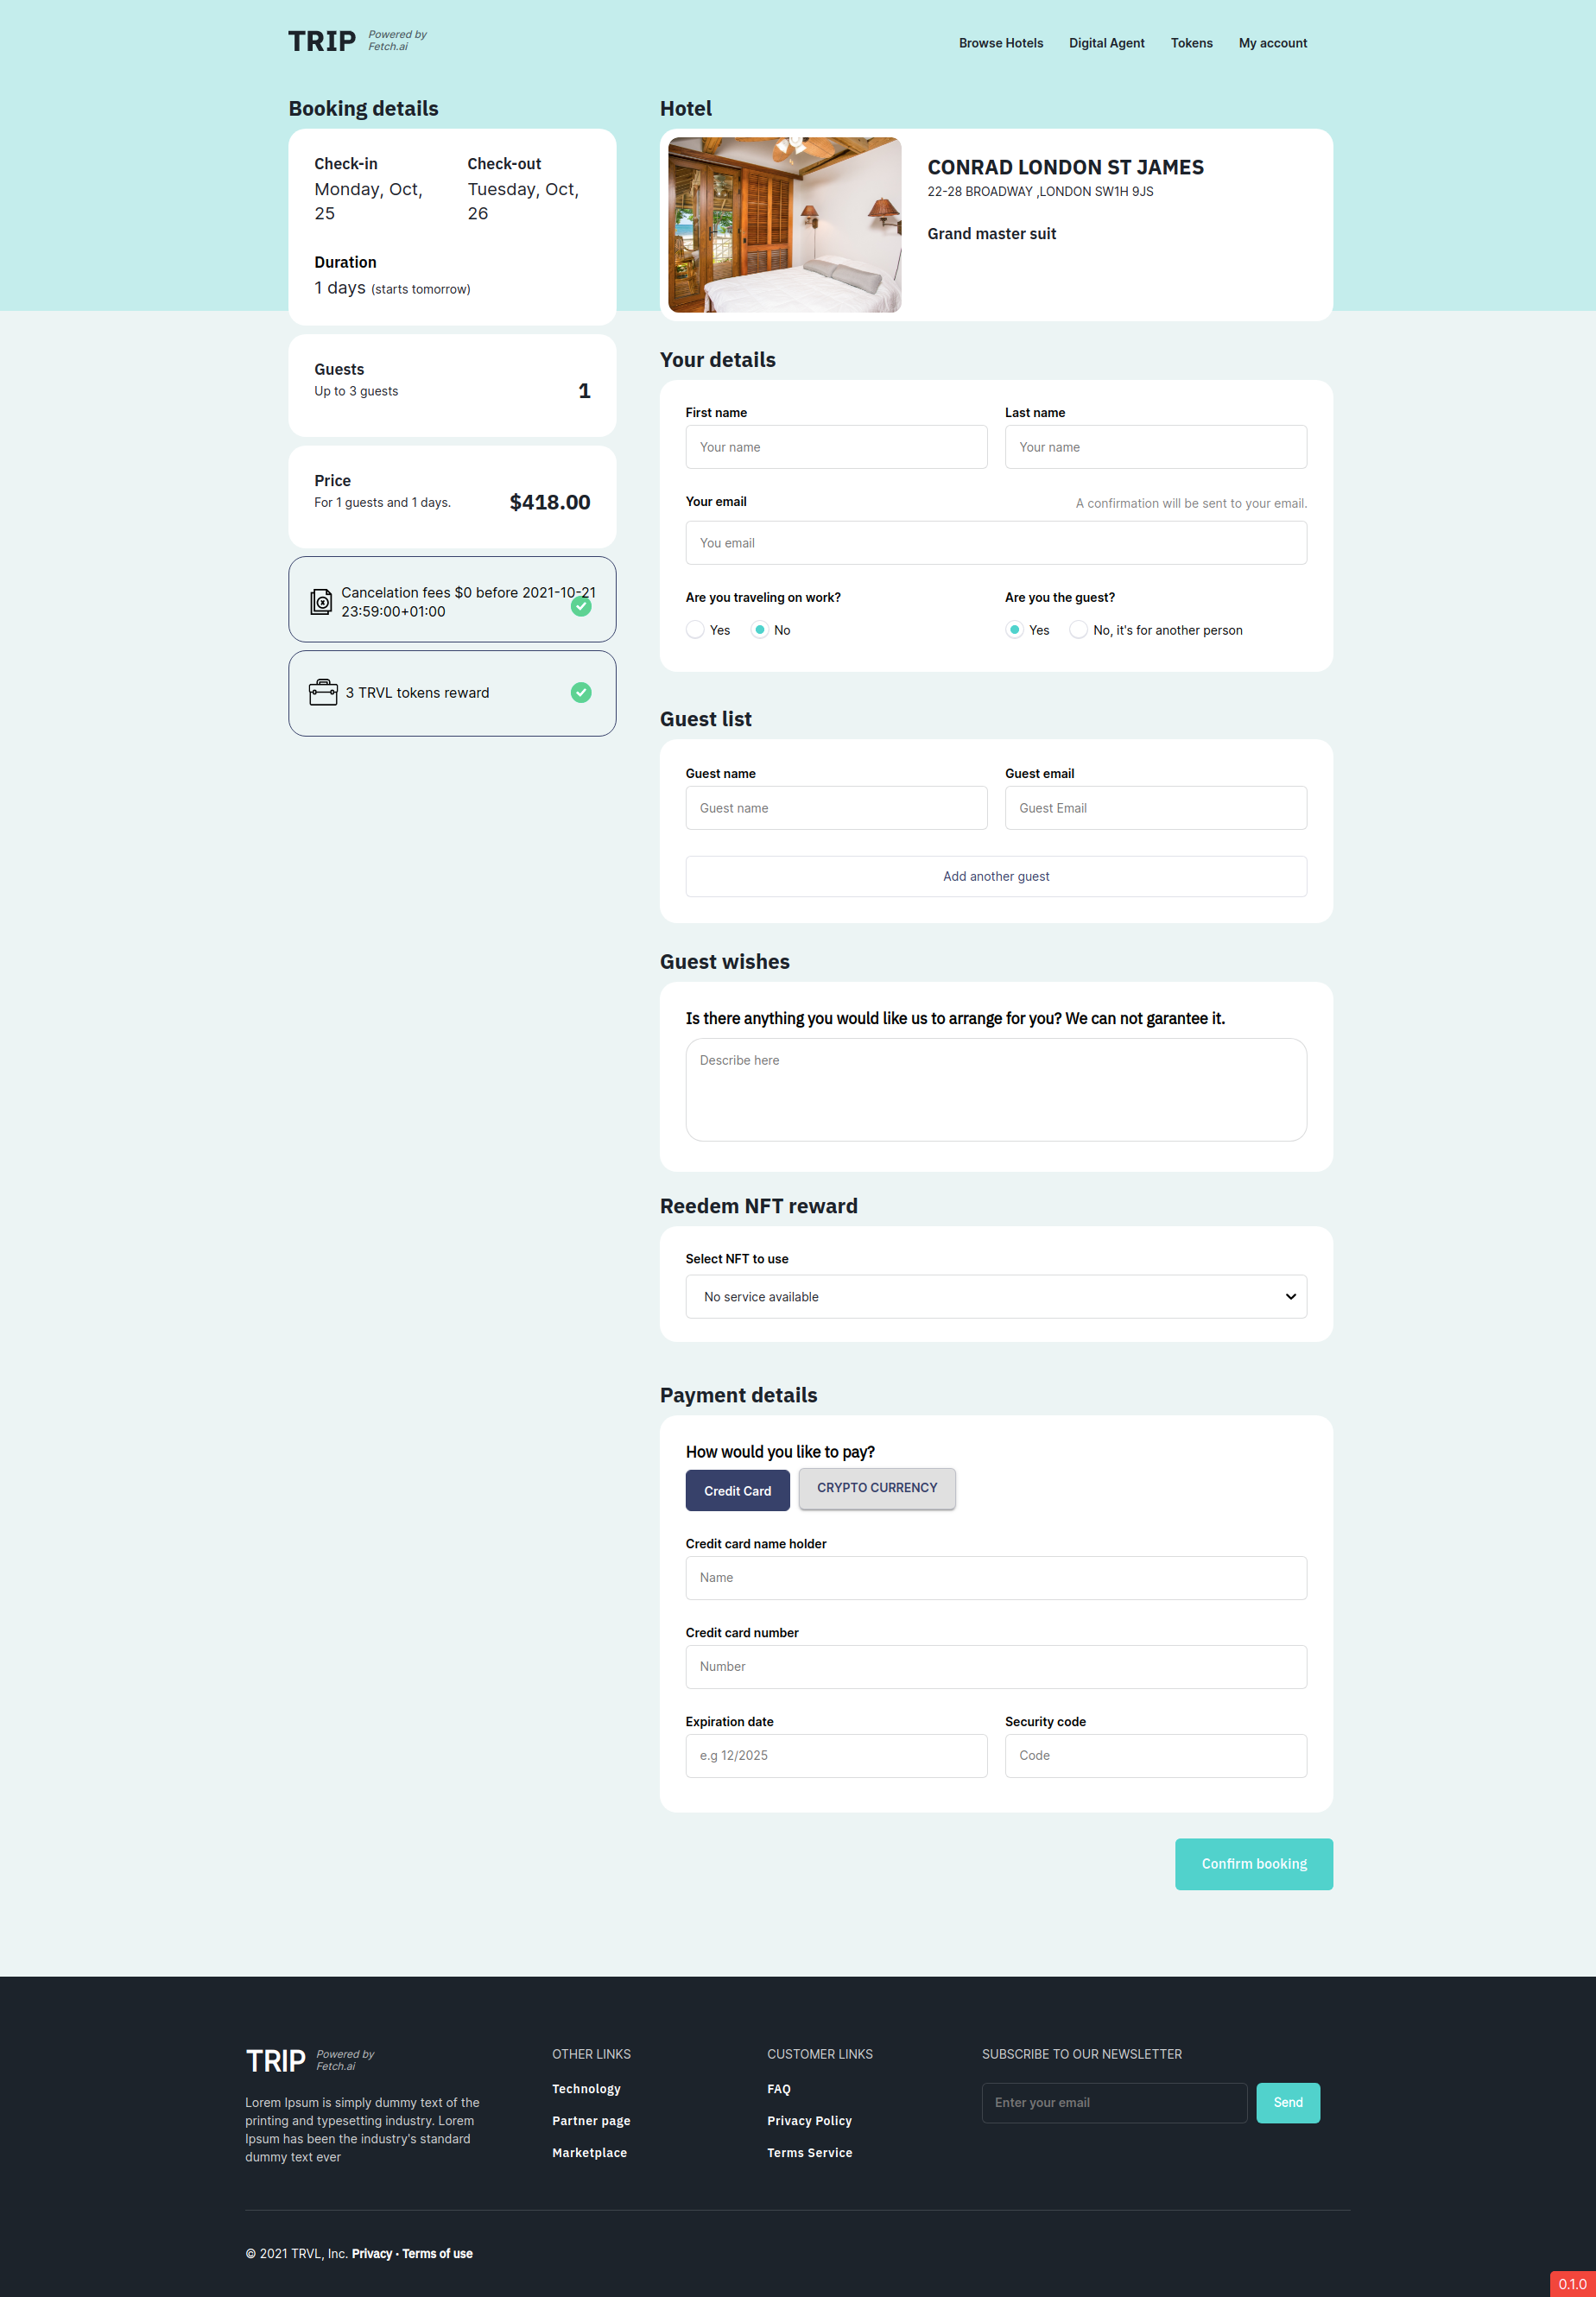 TRIP
Powered by
Fetch.ai
Browse Hotels
Digital Agent
Tokens
My account
Booking details
Check-in
Monday, Oct,
25
Check-out
Tuesday, Oct,
26
Duration
1 days (starts tomorrow)
Guests
Up to 3 guests
1
Price
For 1 guests and 1 days.
$418.00
Cancelation fees $0 before 2021-10-21
23:59:00+01:00
3 TRVL tokens reward
Hotel
CONRAD LONDON ST JAMES
22-28 BROADWAY ,LONDON SW1H 9JS
Grand master suit
Your details
First name
Your name
Last name
Your name
Your email
A confirmation will be sent to your email.
You email
Are you traveling on work?
Yes
No
Are you the guest?
Yes
No, it's for another person
Guest list
Guest name
Guest name
Guest email
Guest Email
Add another guest
Guest wishes
Is there anything you would like us to arrange for you? We can not garantee it.
Describe here
Reedem NFT reward
Select NFT to use
No service available
Payment details
How would you like to pay?
Credit Card
CRYPTO CURRENCY
Credit card name holder
Name
Credit card number
Number
Expiration date
e.g 12/2025
Security code
Code
Confirm booking
TRIP
Powered by
Fetch.ai
Lorem Ipsum is simply dummy text of the
printing and typesetting industry. Lorem
Ipsum has been the industry's standard
dummy text ever
OTHER LINKS
Technology
Partner page
Marketplace
CUSTOMER LINKS
FAQ
Privacy Policy
Terms Service
SUBSCRIBE TO OUR NEWSLETTER
Enter your email
Send
© 2021 TRVL, Inc. Privacy · Terms of use
0.1.0